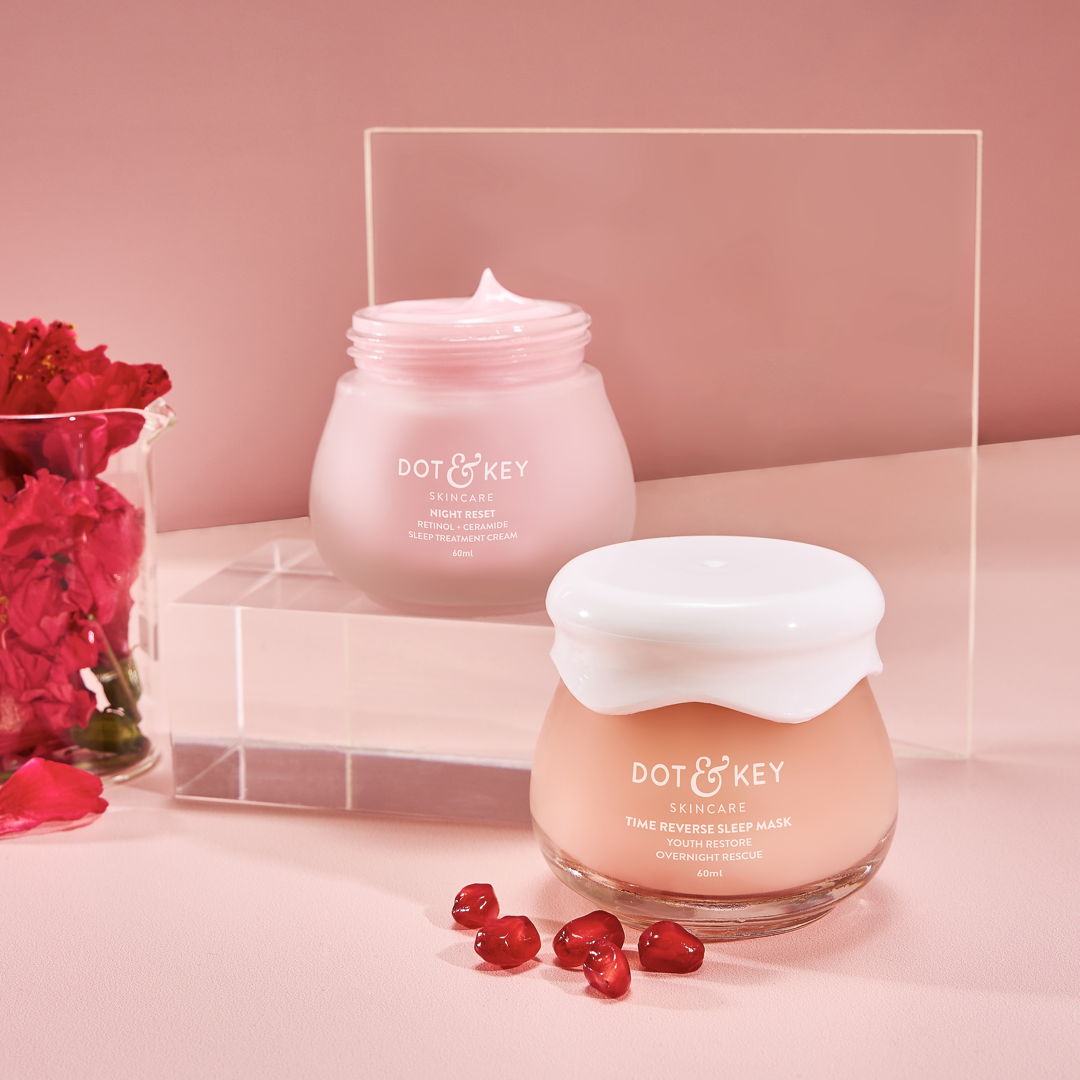 DOT & KEY
SKINCARE
NIGHT RESET
RETINOL + CERAMIDE
SLEEP TREATMENT CREAM
60ml
DOT & KEY
SKINCARE
TIME REVERSE SLEEP MASK
YOUTH RESTORE
OVERNIGHT RESCUE
60ml